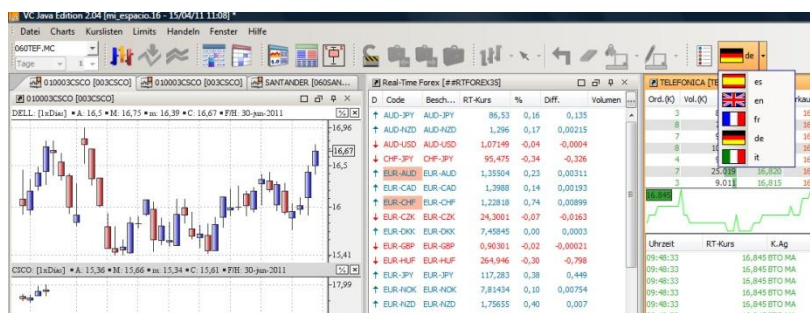 VC Java Edition 2.04 [mi_espacio.16 - 15/04/11 11:08] *
Datei Charts Kurslisten Limits Handeln Fenster Hilfe
060TEF.MC
Tage 1
de
010003CSCO [003CSCO] 010003CSCO [003CSCO] SANTANDER [060SAN...
010003CSCO [003CSCO]
DELL: [1xDias] A: 16,5 M: 16,75 m: 16,39 C: 16,67 F/H: 30-jun-2011 %
16,96
16,67
16,5
16
15,41
CSCO: [1xDias] A: 15,36 M: 15,66 m: 15,34 C: 15,61 F/H: 30-jun-2011 %
17,99
Real-Time Forex [##RTFOREX35]
D Code Besch... RT-Kurs % Diff. Volumen ...
AUD-JPY AUD-JPY 86,53 0,16 0,135
AUD-NZD AUD-NZD 1,296 0,17 0,00215
AUD-USD AUD-USD 1,07149 -0,04 -0,0004
CHF-JPY CHF-JPY 95,475 -0,34 -0,326
EUR-AUD EUR-AUD 1,35504 0,23 0,00311
EUR-CAD EUR-CAD 1,3988 0,14 0,00193
EUR-CHF EUR-CHF 1,22818 0,74 0,00899
EUR-CZK EUR-CZK 24,3001 -0,07 -0,0163
EUR-DKK EUR-DKK 7,45845 0,00 0,0003
EUR-GBP EUR-GBP 0,90301 -0,02 -0,00021
EUR-HUF EUR-HUF 264,946 -0,30 -0,798
EUR-JPY EUR-JPY 117,283 0,38 0,449
EUR-NOK EUR-NOK 7,81434 0,10 0,00754
EUR-NZD EUR-NZD 1,75655 0,40 0,007
TELEFONICA [TE
Ord.(K) Vol.(K)
es
en
fr
de
it
3
8
7
8 10
4
7 25.019 16,820 16
3 9.011 16,815 16
16,845
Uhrzeit RT-Kurs K.Ag
09:48:33 16,845 BTO MA
09:48:33 16,845 BTO MA
09:48:33 16,845 BTO MA
09:48:33 16,845 BTO MA
09:48:33 16,845 BTO MA